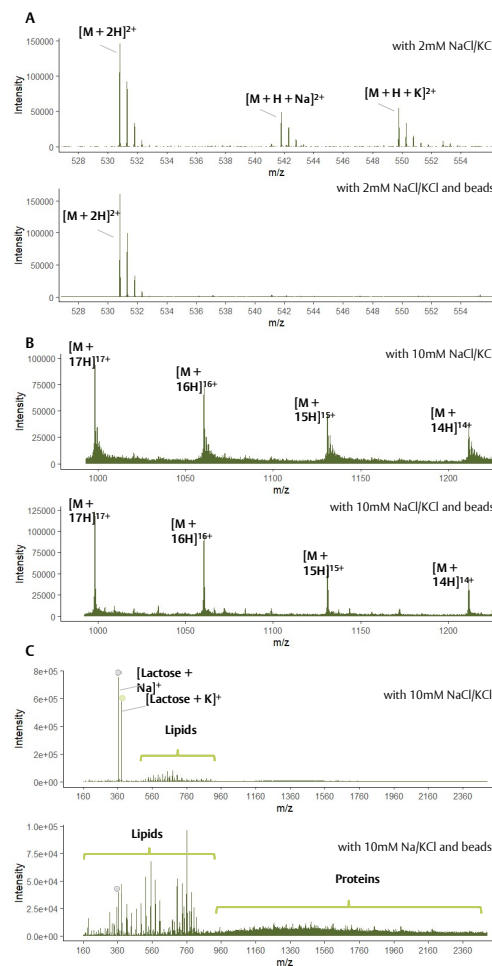 A
[M + 2H]2+
with 2mM NaCl/KC
[M + H + Na]2+
[M + H + K]2+
Intensity
150000
100000
50000
0
528 530 532 534 536 538 540 542 544 546 548 550 552 554
m/z
with 2mM NaCl/KCl and beads
[M + 2H]2+
Intensity
150000
100000
50000
0
528 530 532 534 536 538 540 542 544 546 548 550 552 554
m/z
B
with 10mM NaCl/KC
[M +
17H]17+
[M +
16H]16+
[M +
15H]15+
[M +
14H]14+
Intensity
100000
75000
50000
25000
0
1000 1050 1100 1150 1200
m/z
with 10mM NaCl/KCl and beads
[M +
17H]17+
[M +
16H]16+
[M +
15H]15+
[M +
14H]14+
Intensity
125000
100000
75000
50000
25000
0
1000 1050 1100 1150 1200
m/z
C
[Lactose +
Na]+
[Lactose + K]+
with 10mM NaCl/KCl
Lipids
Intensity
8e+05
6e+05
4e+05
2e+05
0e+00
160 360 560 760 960 1160 1360 1560 1760 1960 2160 2360
m/z
with 10mM Na/KCl and beads
Lipids
Proteins
Intensity
1.0e+05
7.5e+04
5.0e+04
2.5e+04
0.0e+00
160 360 560 760 960 1160 1360 1560 1760 1960 2160 2360
m/z